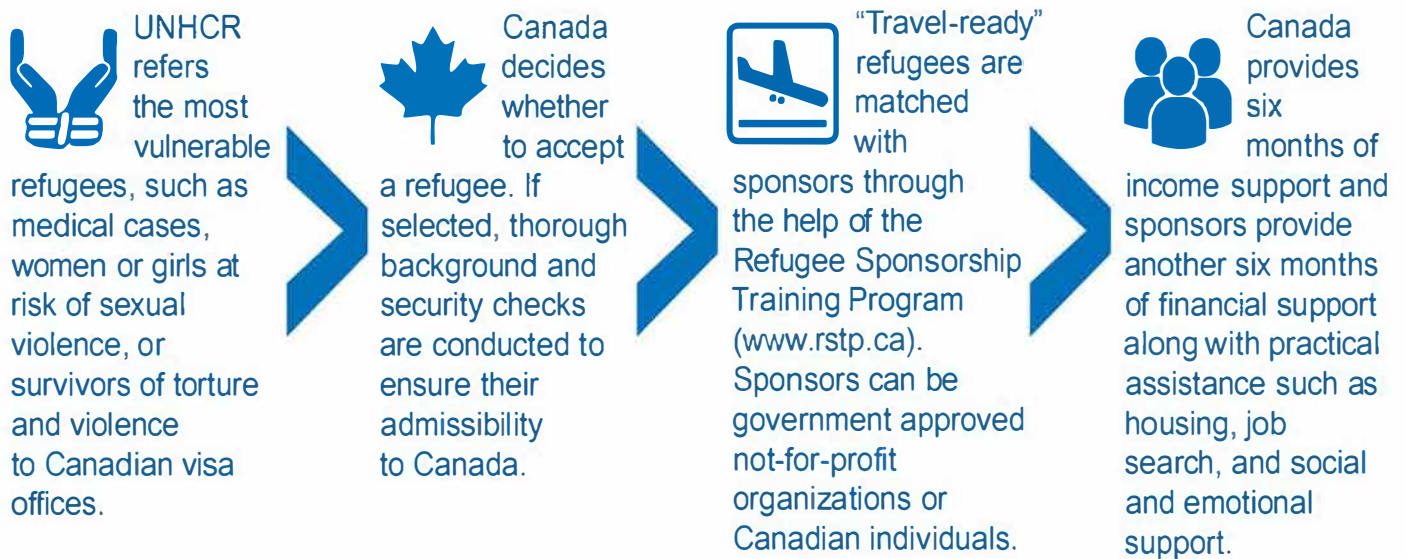 UNHCR
refers
the most
vulnerable
refugees, such as
medical cases,
women or girls at
risk of sexual
violence, or
survivors of torture
and violence
to Canadian visa
offices.
Canada
decides
whether
to accept
a refugee. If
selected, thorough
background and
security checks
are conducted to
ensure their
admissibility
to Canada.
“Travel-ready”
refugees are
matched
with
sponsors through
the help of the
Refugee Sponsorship
Training Program
(www.rstp.ca).
Sponsors can be
government approved
not-for-profit
organizations or
Canadian individuals.
Canada
provides
six
months of
income support and
sponsors provide
another six months
of financial support
along with practical
assistance such as
housing, job
search, and social
and emotional
support.